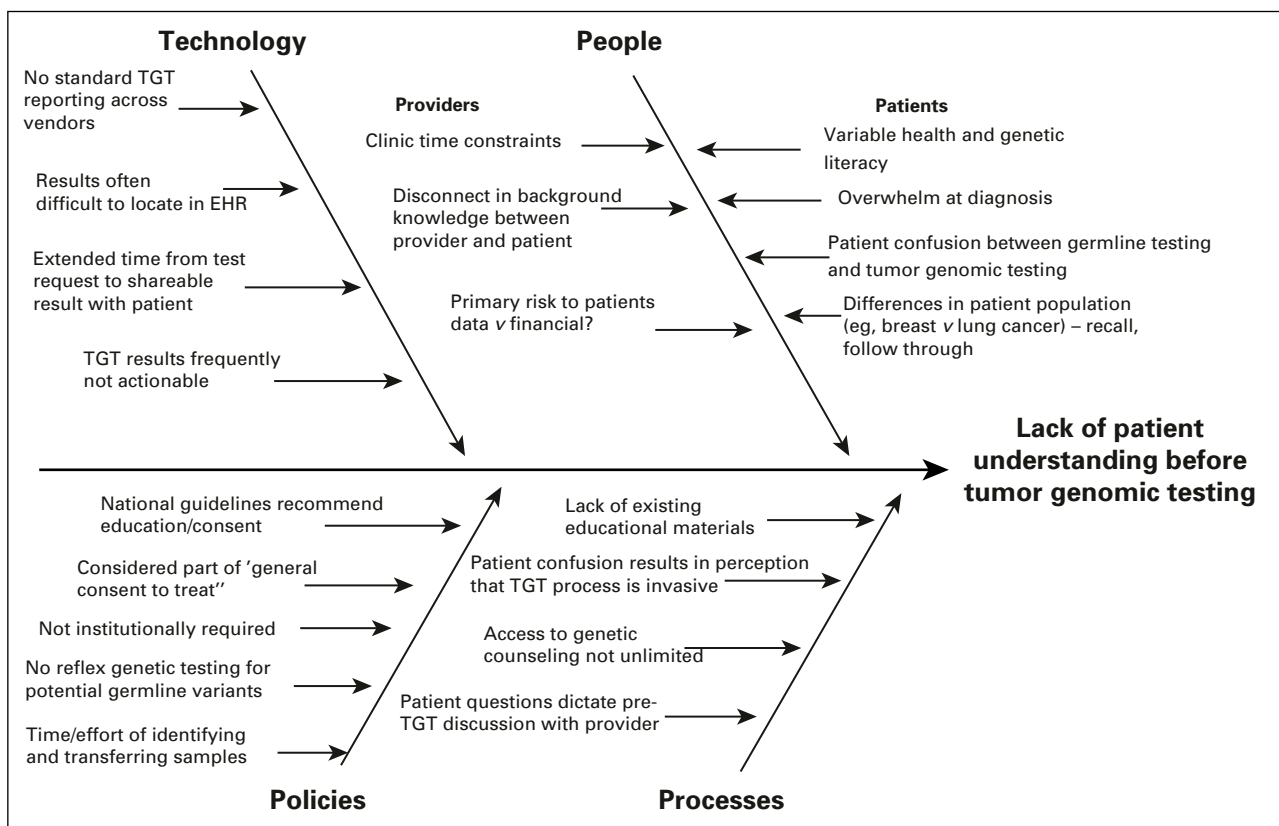 Technology
No standard TGT
reporting across
vendors
Results often
difficult to locate in EHR
Extended time from test
request to shareable
result with patient
TGT results frequently
not actionable
People
Providers
Clinic time constraints
Disconnect in background
knowledge between
provider and patient
Primary risk to patients
data v financial?
Patients
Variable health and genetic
literacy
Overwhelm at diagnosis
Patient confusion between germline testing
and tumor genomic testing
Differences in patient population
(eg, breast v lung cancer) – recall,
follow through
Lack of patient
understanding before
tumor genomic testing
National guidelines recommend
education/consent
Considered part of 'general
consent to treat''
Not institutionally required
No reflex genetic testing for
potential germline variants
Time/effort of identifying
and transferring samples
Policies
Lack of existing
educational materials
Patient confusion results in perception
that TGT process is invasive
Access to genetic
counseling not unlimited
Patient questions dictate pre-
TGT discussion with provider
Processes